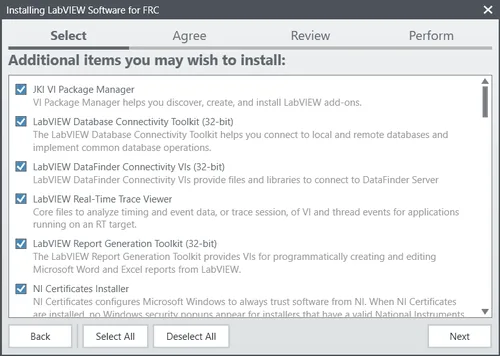 Installing LabVIEW Software for FRC
Select Agree Review Perform
Additional items you may wish to install:
JKI VI Package Manager
VI Package Manager helps you discover, create, and install LabVIEW add-ons.
LabVIEW Database Connectivity Toolkit (32-bit)
The LabVIEW Database Connectivity Toolkit helps you connect to local and remote databases and
implement common database operations.
LabVIEW DataFinder Connectivity VIs (32-bit)
LabVIEW DataFinder Connectivity VIs provide files and libraries to connect to DataFinder Server
LabVIEW Real-Time Trace Viewer
Core files to analyze timing and event data, or trace session, of VI and thread events for applications
running on an RT target.
LabVIEW Report Generation Toolkit (32-bit)
The LabVIEW Report Generation Toolkit provides VIs for programmatically creating and editing
Microsoft Word and Excel reports from LabVIEW.
NI Certificates Installer
NI Certificates configures Microsoft Windows to always trust software from NI. When NI Certificates
are installed, no Windows security popups appear for installers that have a valid National Instruments
Back Select All Deselect All Next